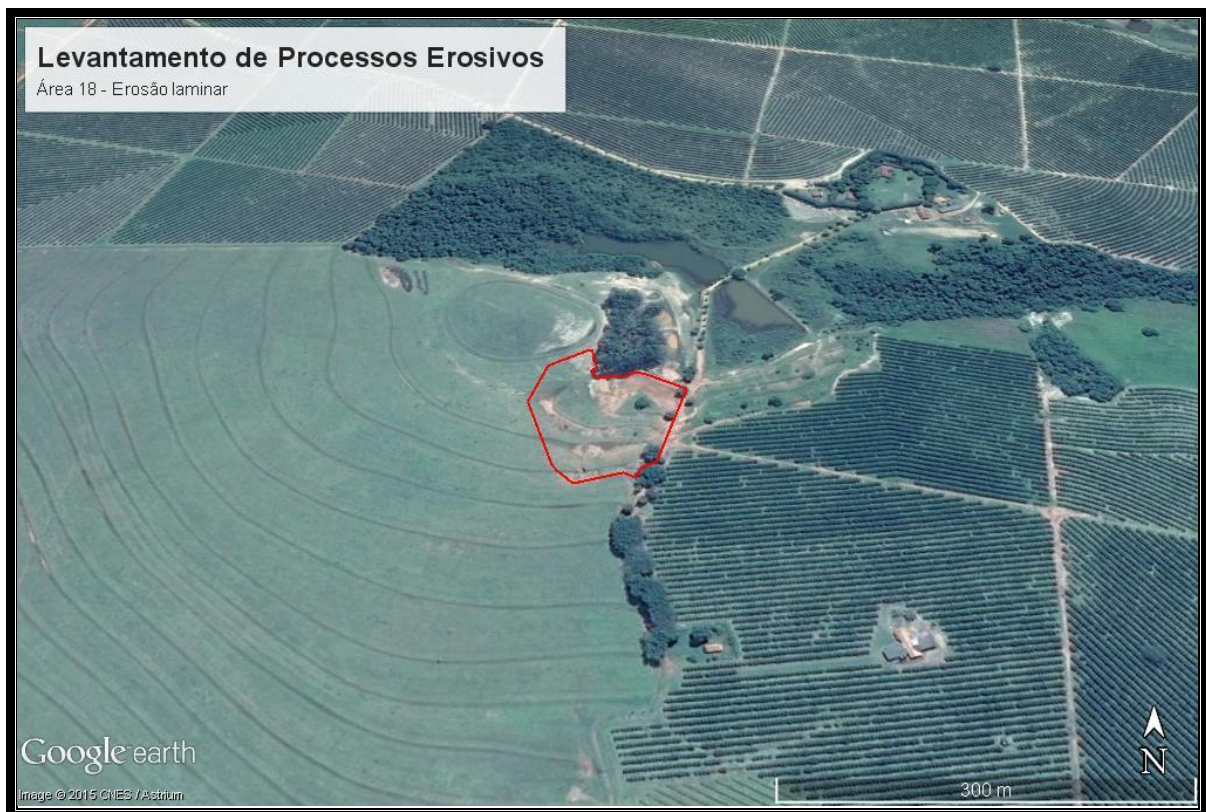 Levantamento de Processos Erosivos
Área 18 - Erosão laminar
Google earth
Image © 2015 CNES / Astrium
300 m
N